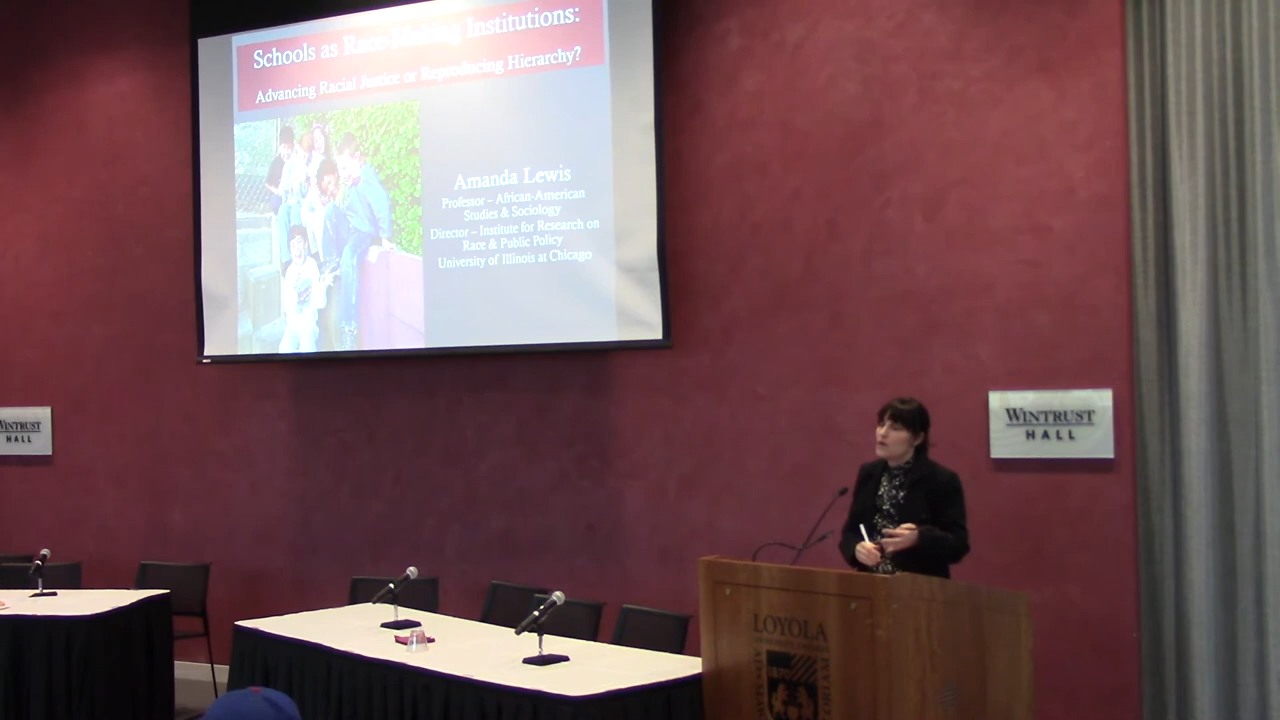 Schools as Race-Making Institutions:
Advancing Racial Justice or Reproducing Hierarchy?
Amanda Lewis
Professor – African-American
Studies & Sociology
Director – Institute for Research on
Race & Public Policy
University of Illinois at Chicago
WINTRUST
HALL
WINTRUST
HALL
LOYOLA